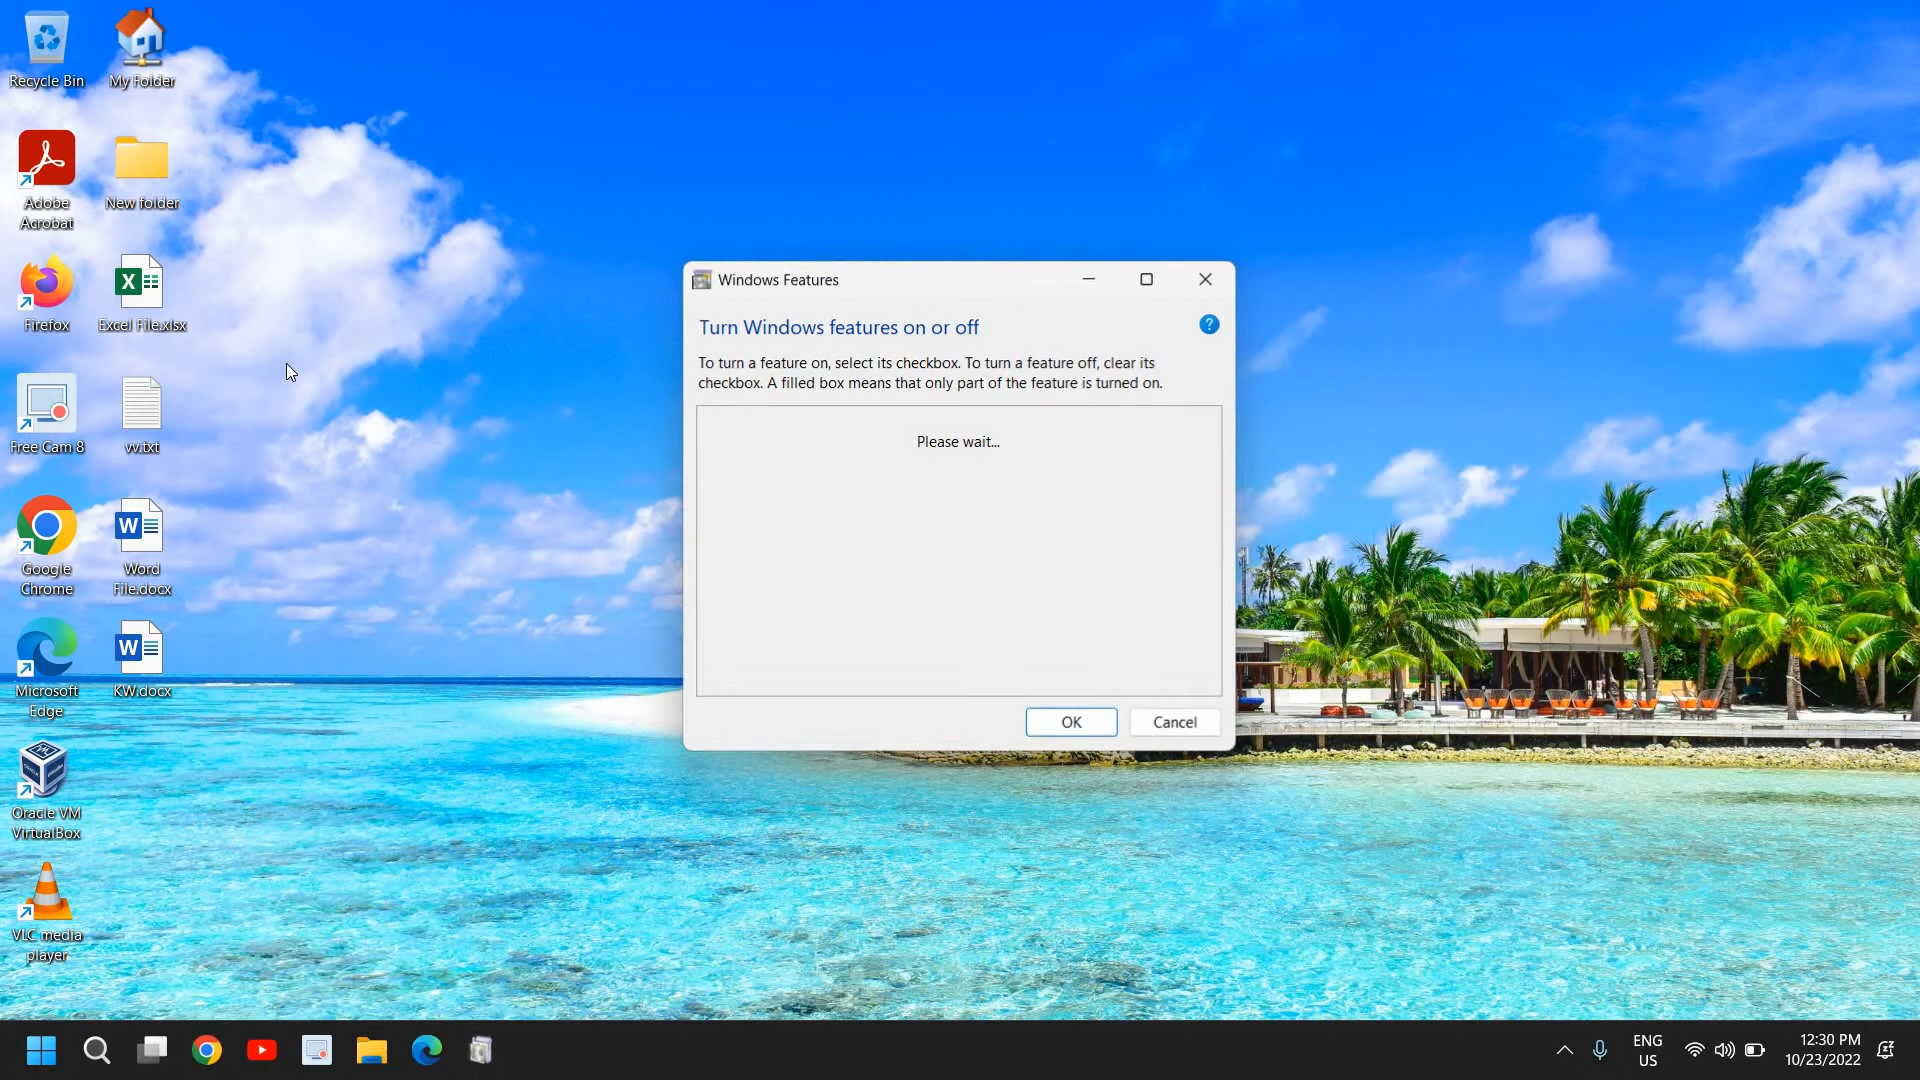 Recycle Bin
My Folder
Adobe
Acrobat
New folder
Firefox
Excel File.xlsx
Free Cam 8
vv.txt
Google
Chrome
Word
File.docx
Microsoft
Edge
KW.docx
Oracle VM
VirtualBox
VLC media
player
Windows Features
Turn Windows features on or off
To turn a feature on, select its checkbox. To turn a feature off, clear its
checkbox. A filled box means that only part of the feature is turned on.
Please wait...
OK
Cancel
ENG
US
12:30 PM
10/23/2022